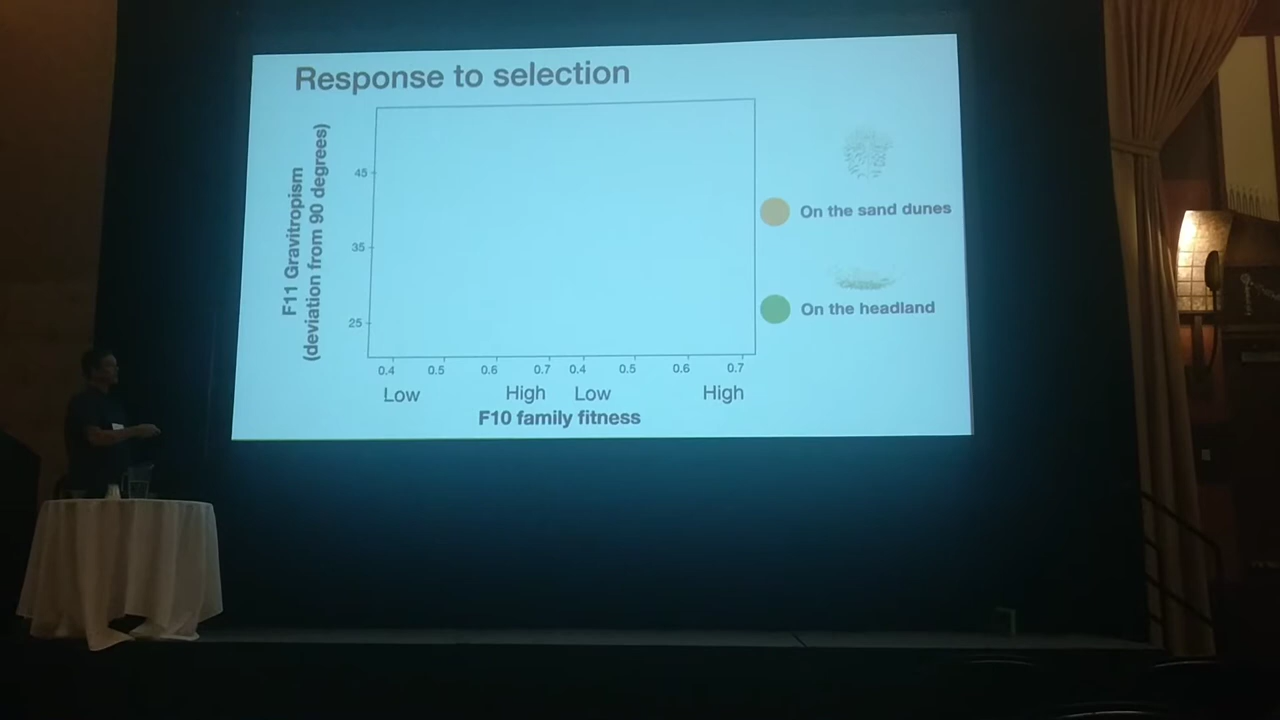 Response to selection
F11 Gravitropism
(deviation from 90 degrees)
45
35
25
0.4 0.5 0.6 0.7 0.4 0.5 0.6 0.7
Low High Low High
F10 family fitness
On the sand dunes
On the headland